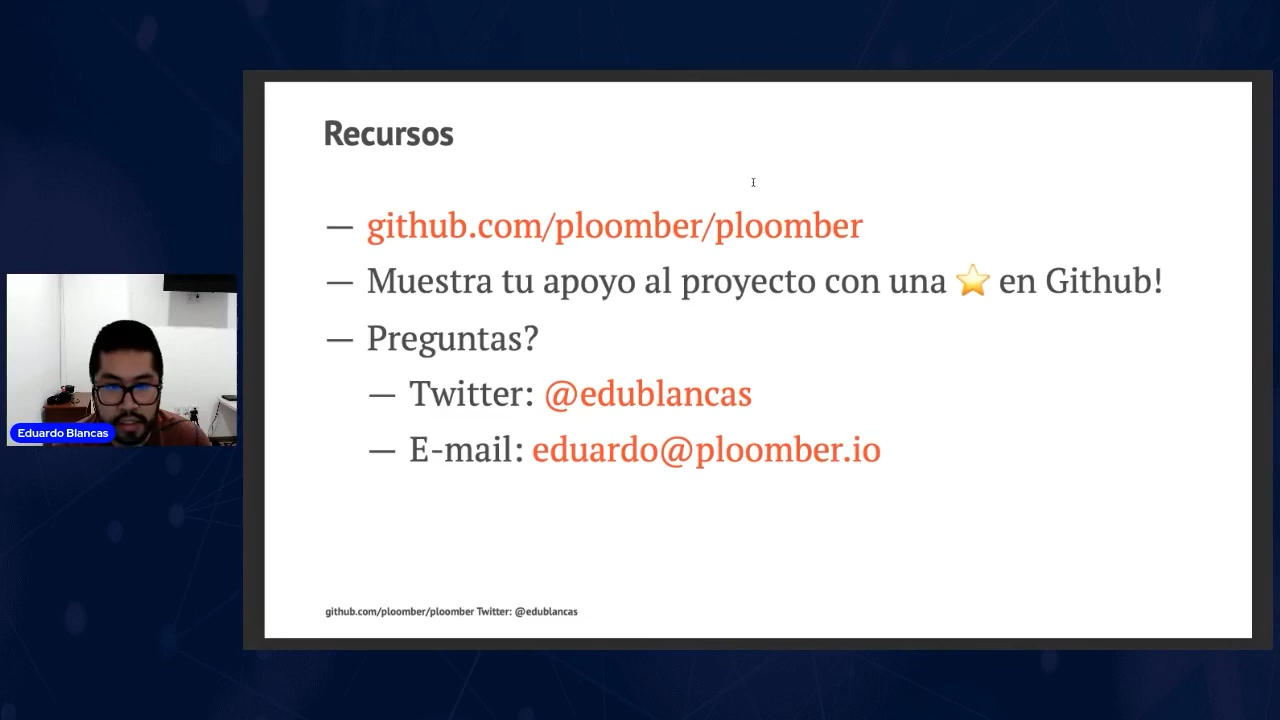 Recursos
— github.com/ploomber/ploomber
— Muestra tu apoyo al proyecto con una ⭐ en Github!
— Preguntas?
— Twitter: @edublancas
— E-mail: eduardo@ploomber.io
Eduardo Blancas
github.com/ploomber/ploomber Twitter: @edublancas